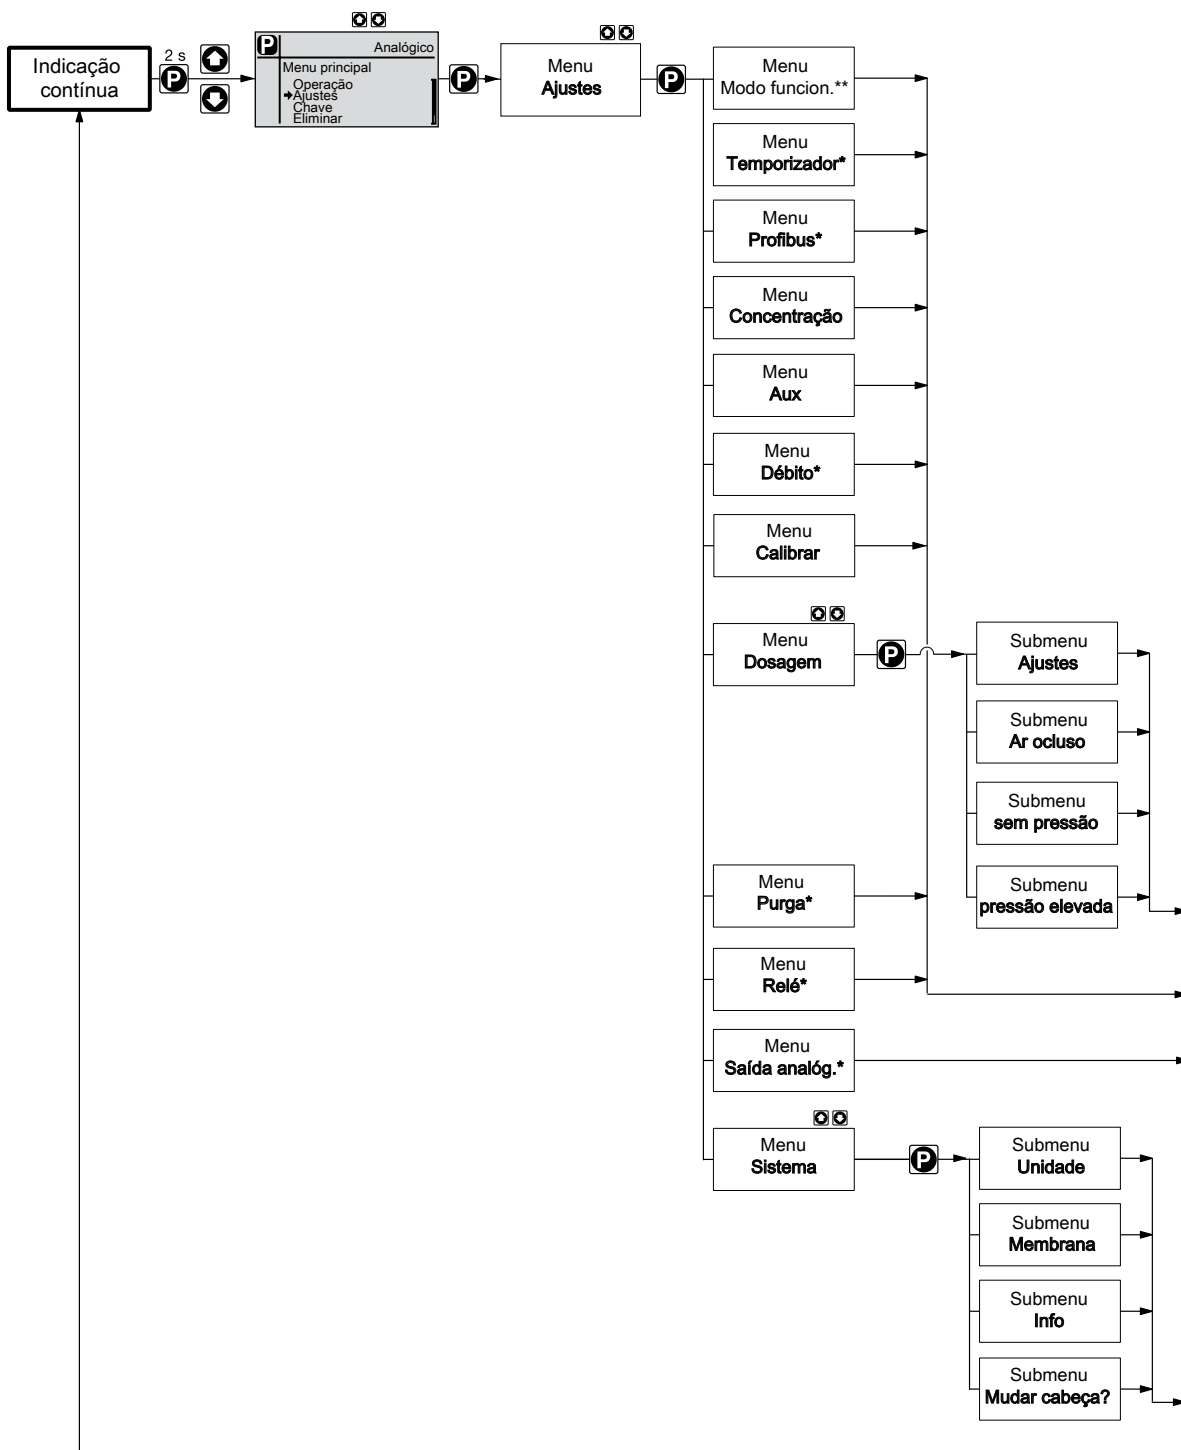 Indicação
contínua
2 s
P
P
Analógico
Menu principal
Operação
Ajustes
Chave
Eliminar
P
Menu
Ajustes
P
Menu
Modo funcion.**
Menu
Temporizador*
Menu
Profibus*
Menu
Concentração
Menu
Aux
Menu
Débito*
Menu
Calibrar
Menu
Dosagem
P
Submenu
Ajustes
Submenu
Ar ocluso
Submenu
sem pressão
Submenu
pressão elevada
Menu
Purga*
Menu
Relé*
Menu
Saída analóg.*
Menu
Sistema
P
Submenu
Unidade
Submenu
Membrana
Submenu
Info
Submenu
Mudar cabeça?